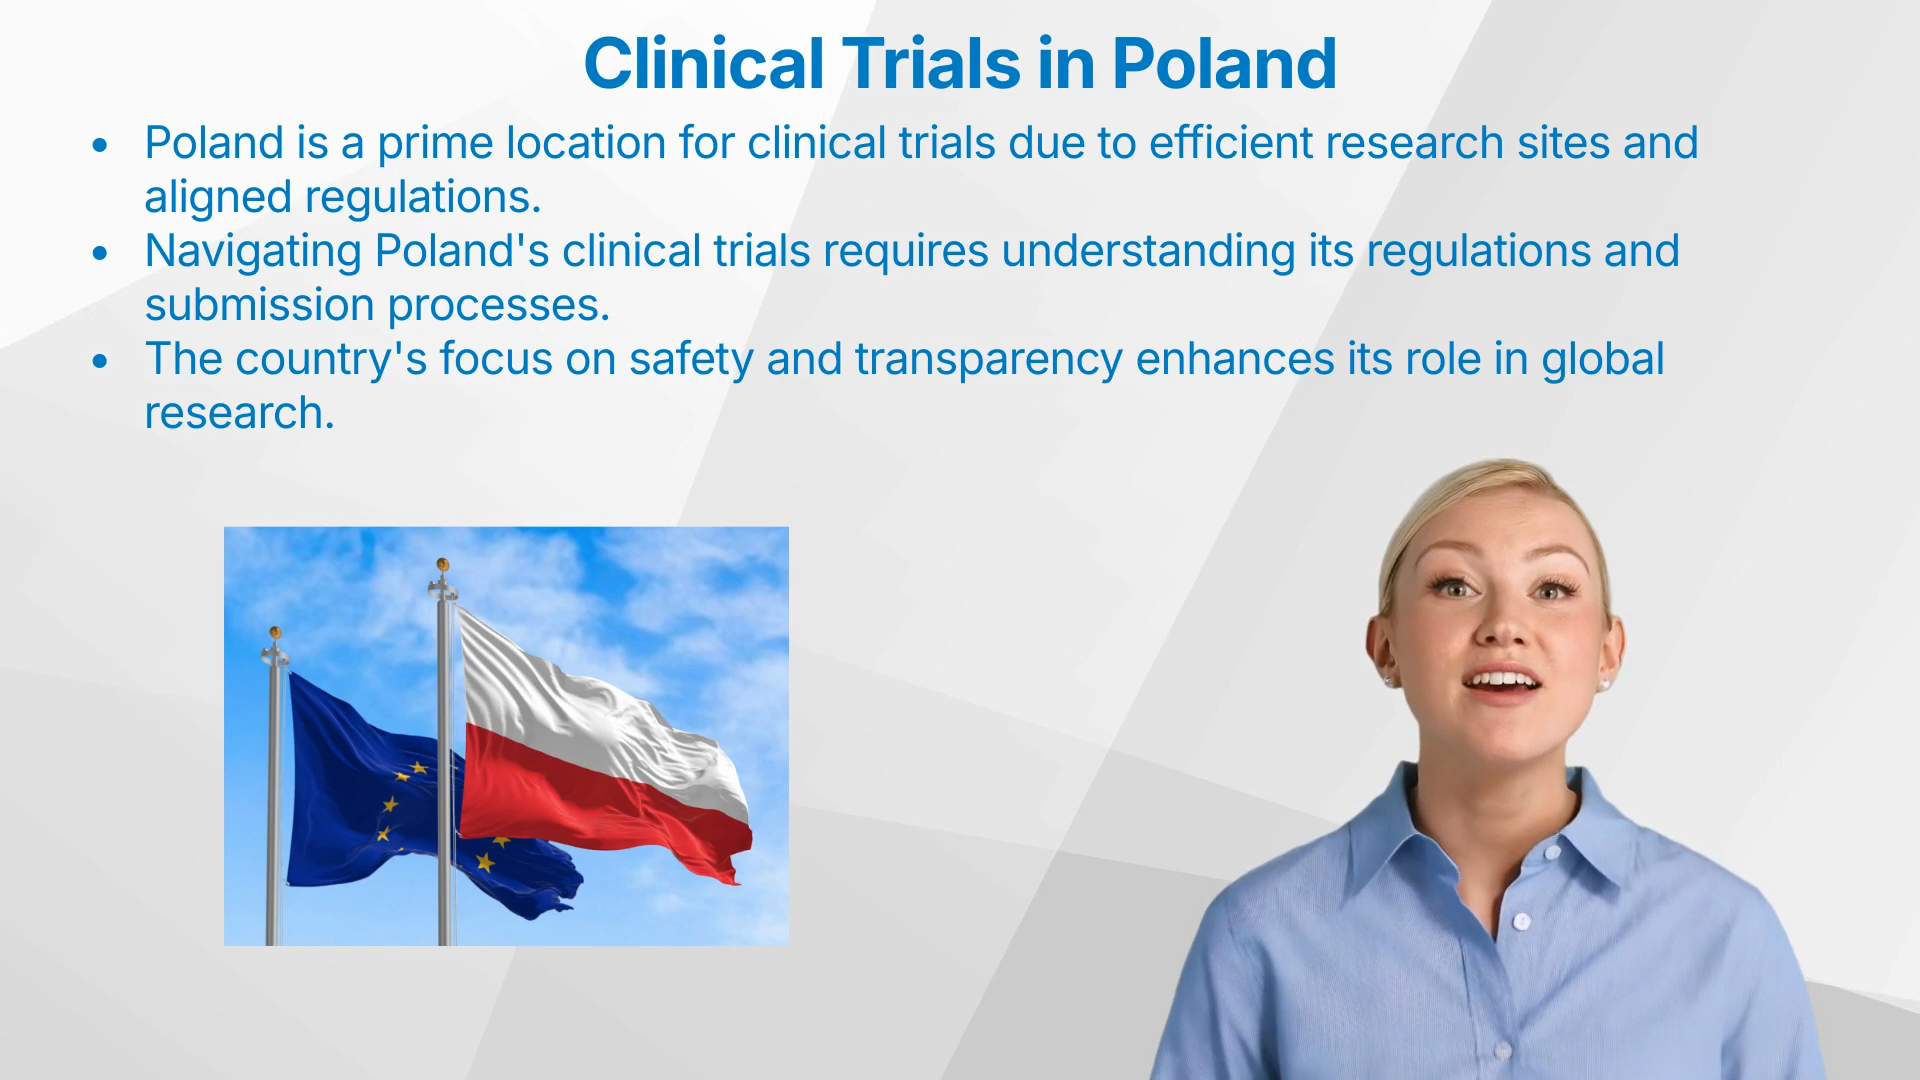 Clinical Trials in Poland
• Poland is a prime location for clinical trials due to efficient research sites and
aligned regulations.
• Navigating Poland's clinical trials requires understanding its regulations and
submission processes.
• The country's focus on safety and transparency enhances its role in global
research.